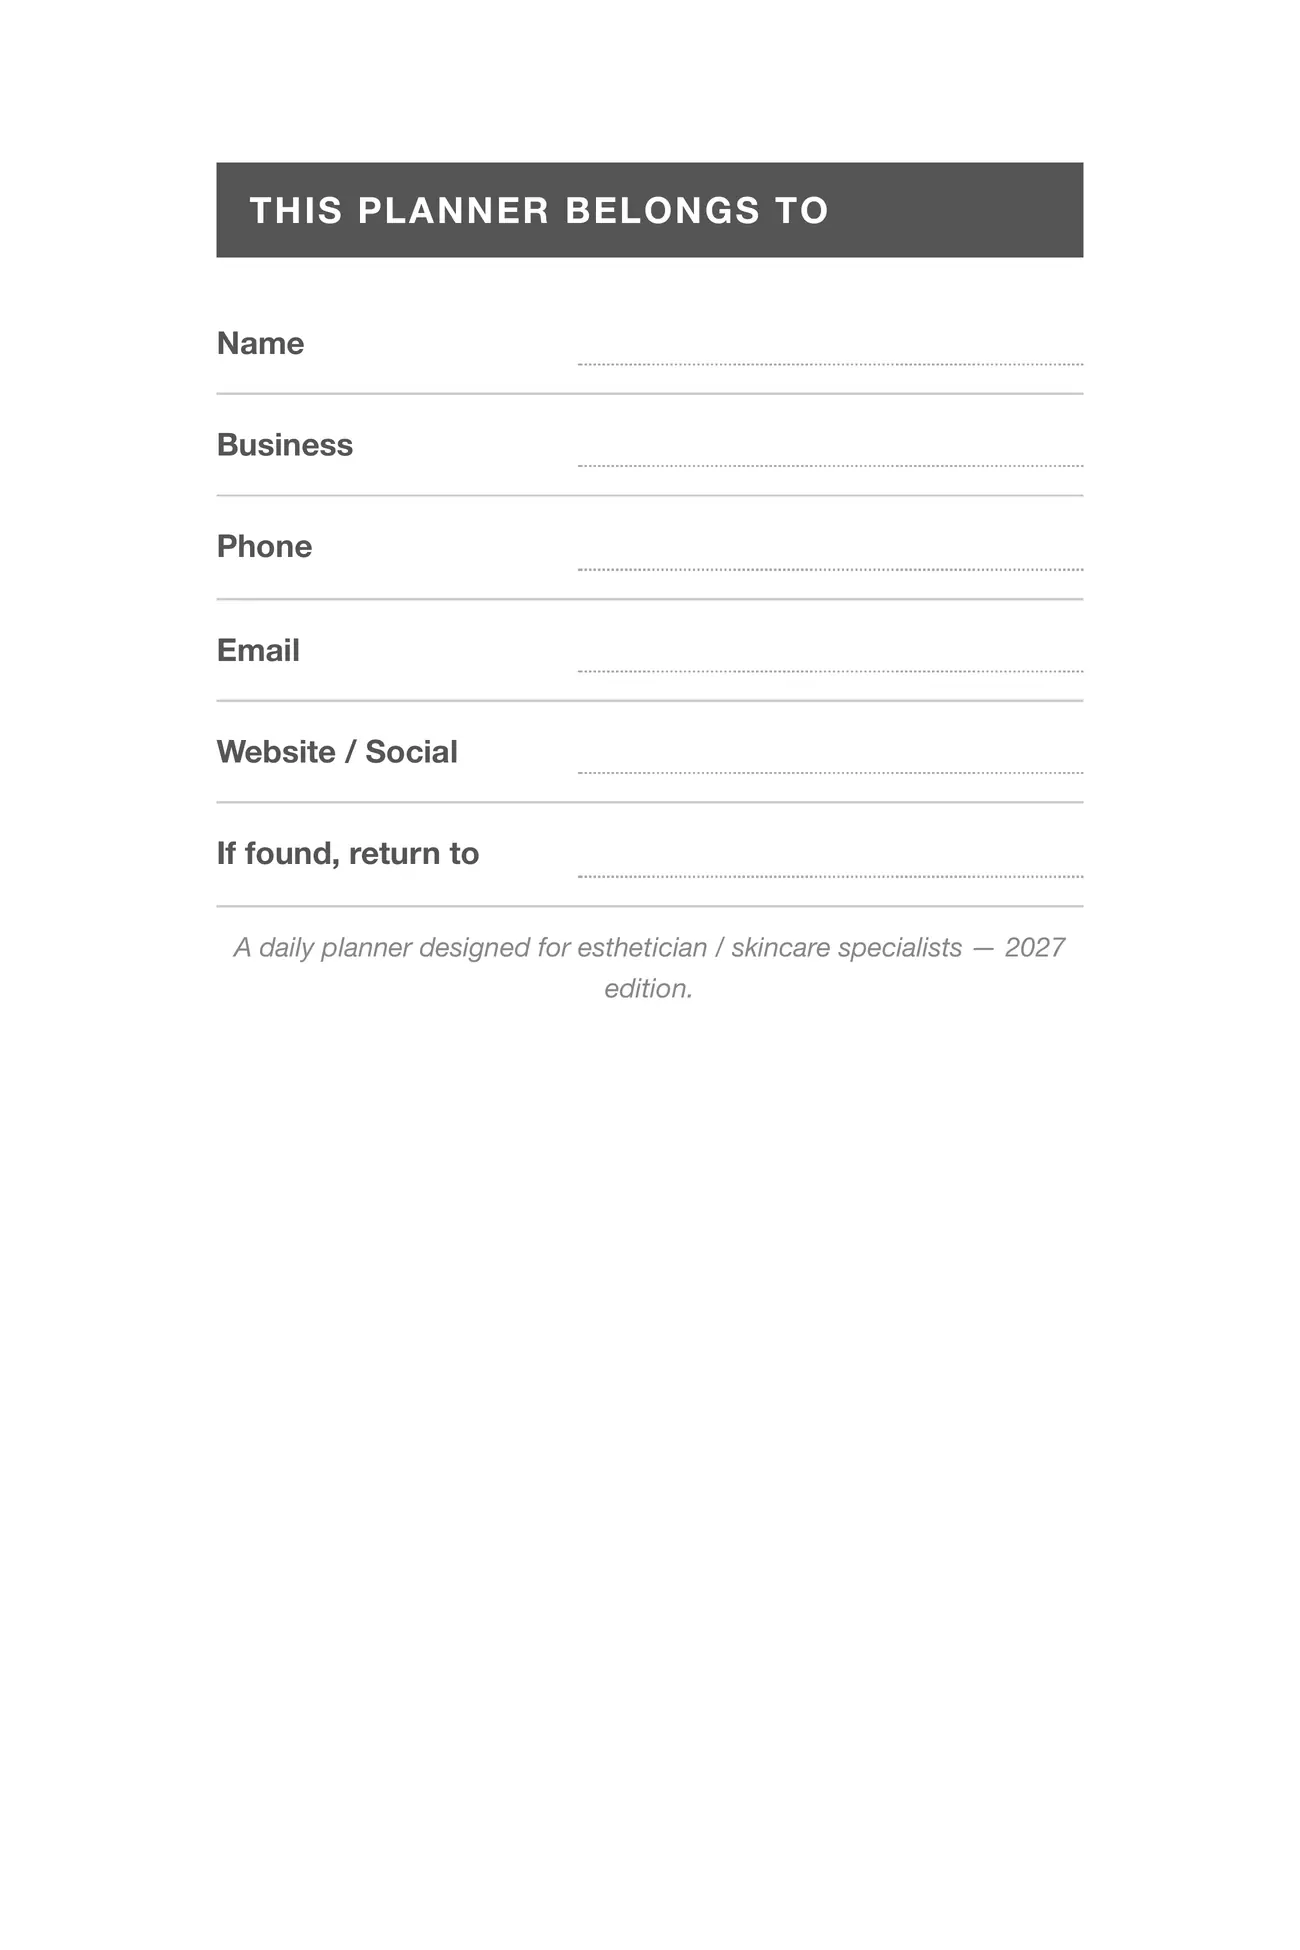 THIS PLANNER BELONGS TO
Name
Business
Phone
Email
Website / Social
If found, return to
A daily planner designed for esthetician / skincare specialists — 2027
edition.